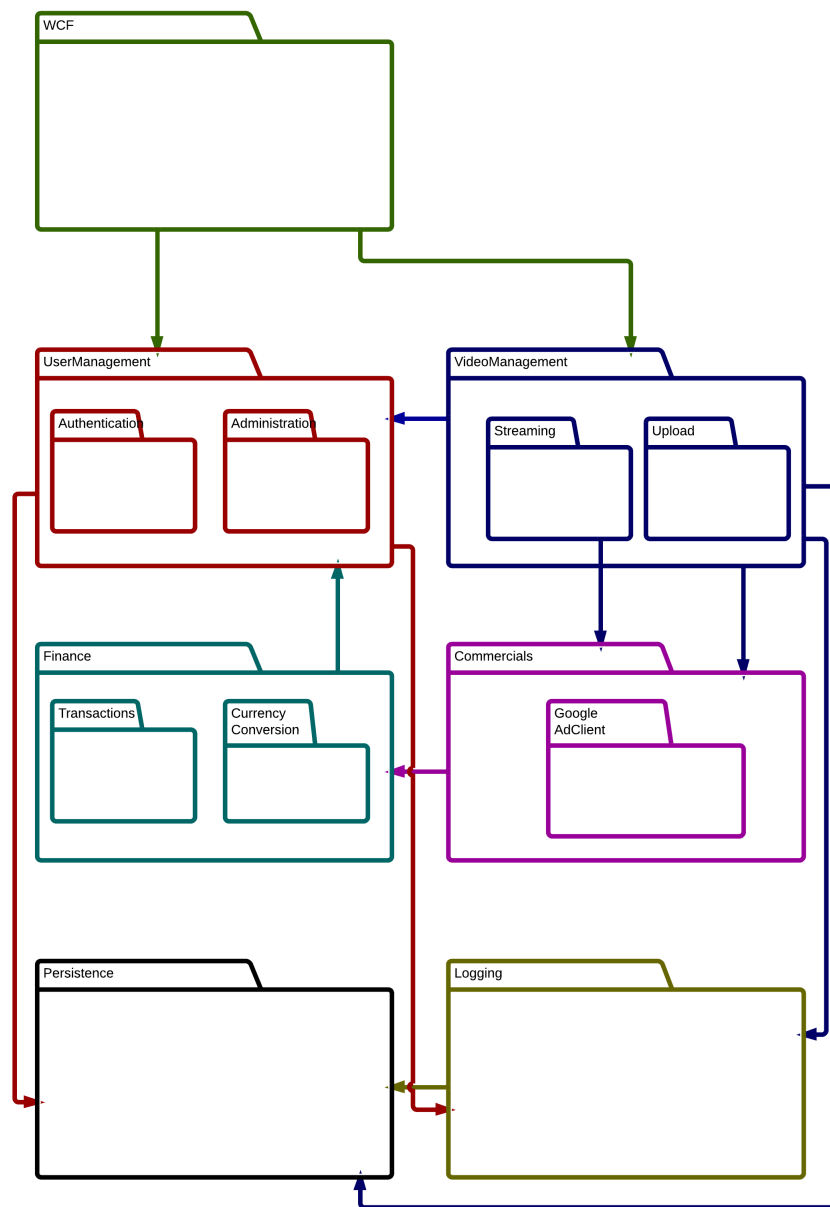 WCF
UserManagement
VideoManagement
Authentication
Administration
Streaming
Upload
Finance
Commercials
Transactions
Currency
Conversion
Google
AdClient
Persistence
Logging